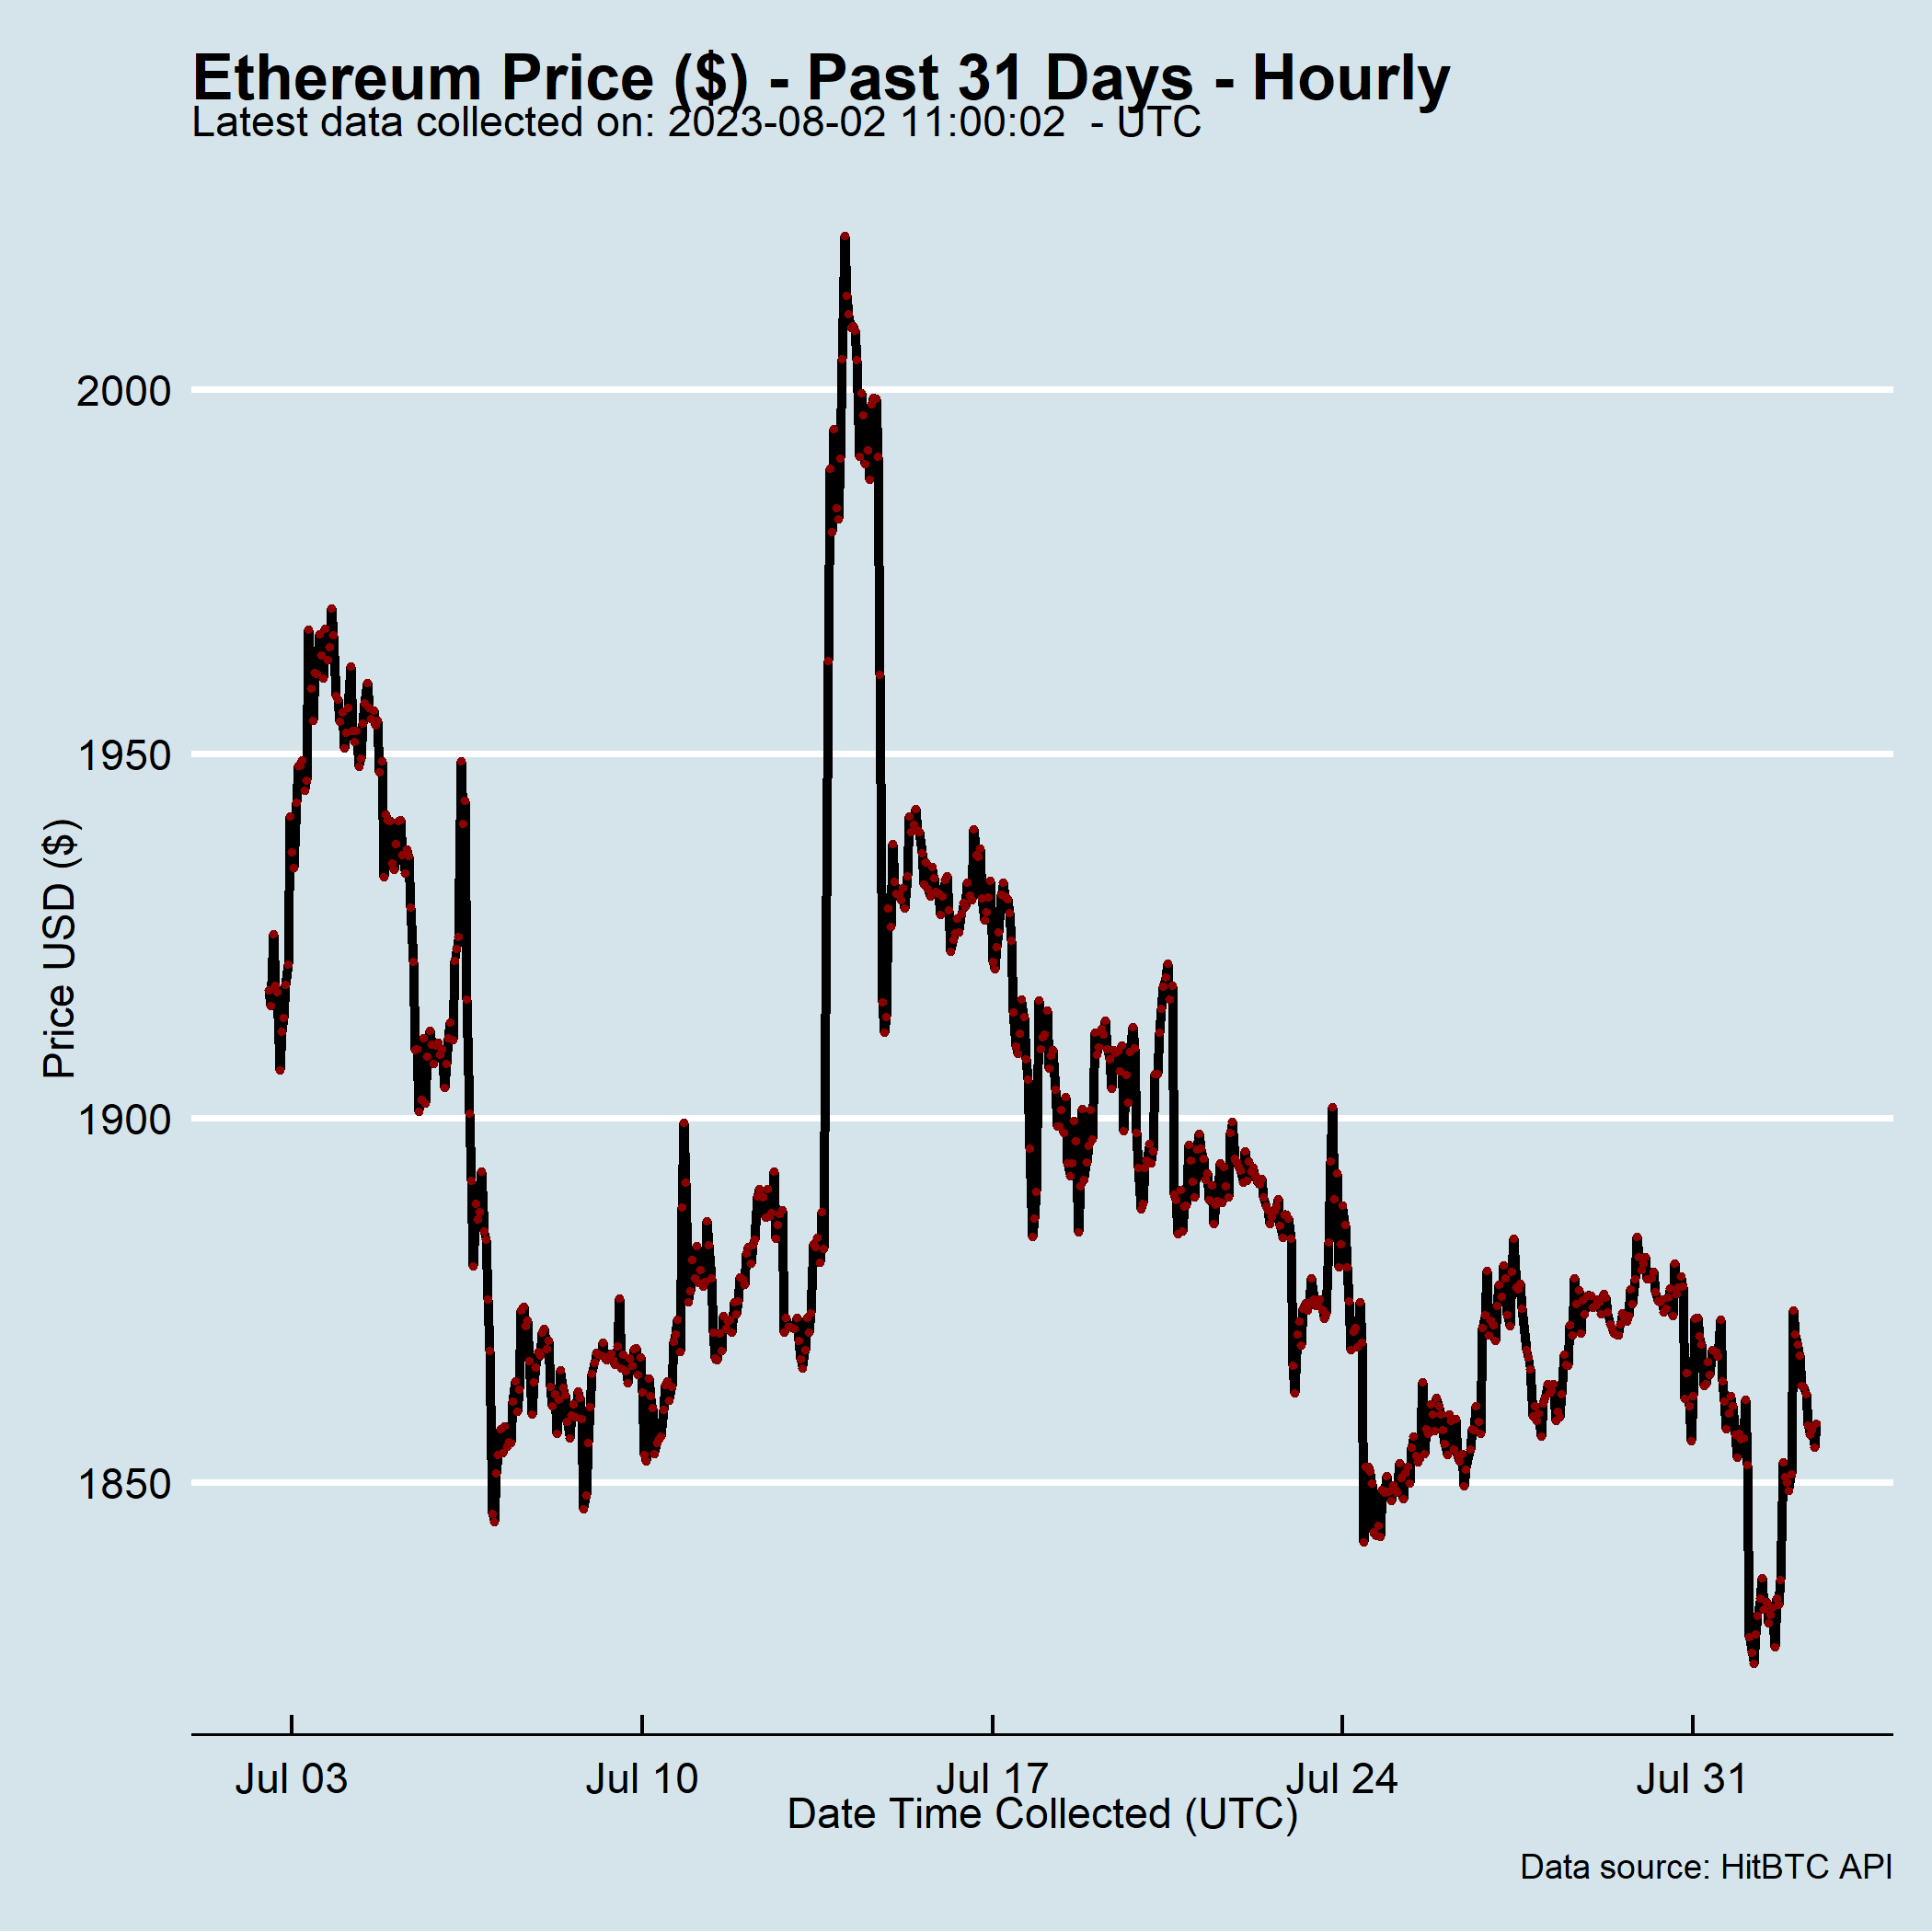 Ethereum Price ($) - Past 31 Days - Hourly
Latest data collected on: 2023-08-02 11:00:02  - UTC
2000
1950
1900
1850
Price USD ($)
Jul 03 Jul 10 Jul 17 Jul 24 Jul 31
Date Time Collected (UTC)
Data source: HitBTC API